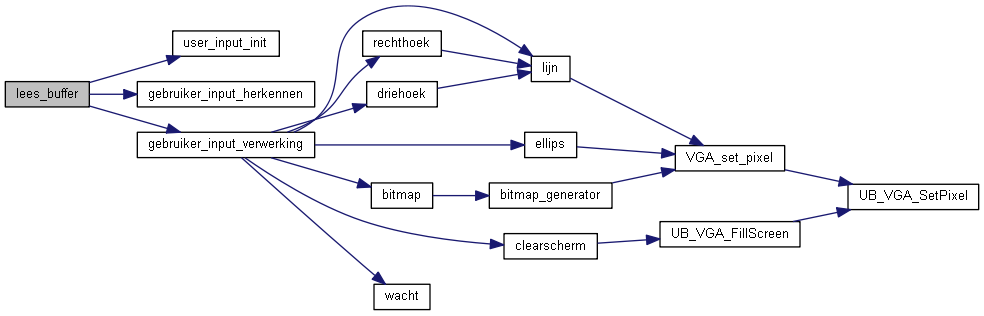 lees_buffer
user_input_init
gebruiker_input_herkennen
gebruiker_input_verwerking
rechthoek
driehoek
lijn
ellips
bitmap
bitmap_generator
clearscherm
wacht
VGA_set_pixel
UB_VGA_FillScreen
UB_VGA_SetPixel